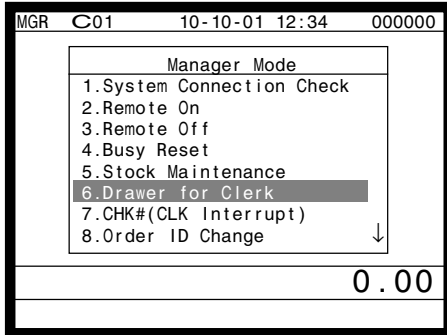 MGR C01 10-10-01 12:34 000000
Manager Mode
1.System Connection Check
2.Remote On
3.Remote Off
4.Busy Reset
5.Stock Maintenance
6.Drawer for Clerk
7.CHK#(CLK Interrupt)
8.Order ID Change ↓
0.00